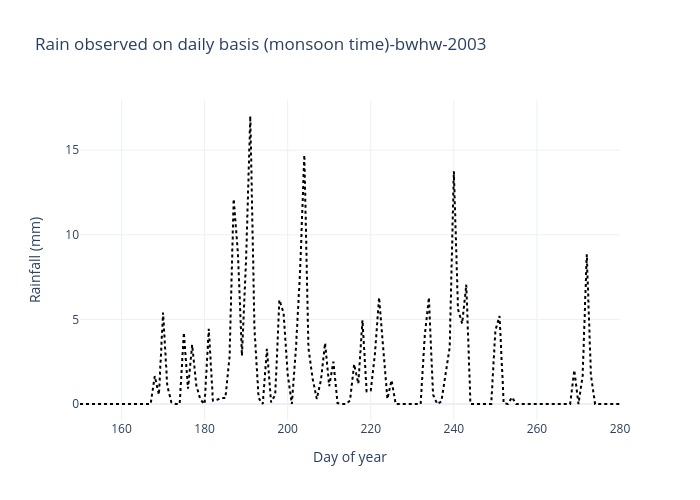 Rain observed on daily basis (monsoon time)-bwhw-2003
Rainfall (mm)
15
10
5
0
160 180 200 220 240 260 280
Day of year